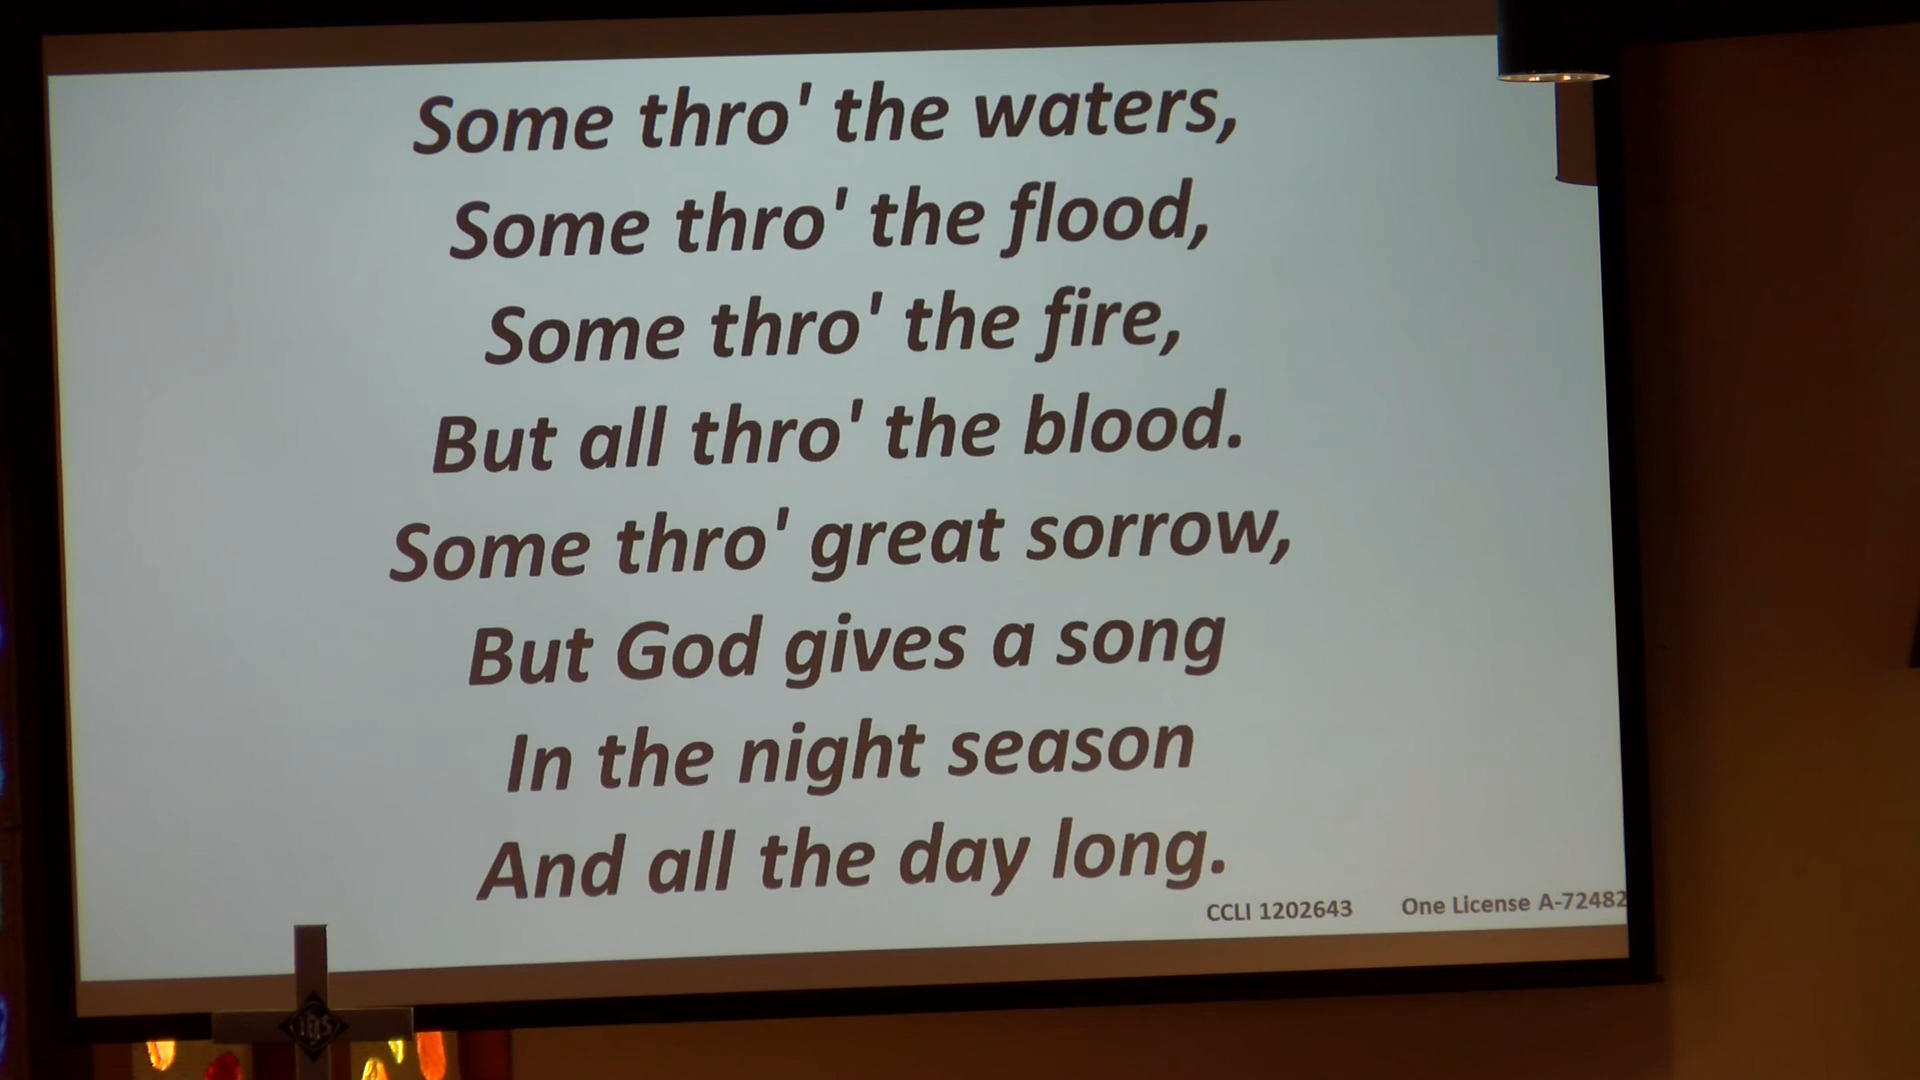 Some thro' the waters,
Some thro' the flood,
Some thro' the fire,
But all thro' the blood.
Some thro' great sorrow,
But God gives a song
In the night season
And all the day long.
CCLI 1202643 One License A-72482
ihs